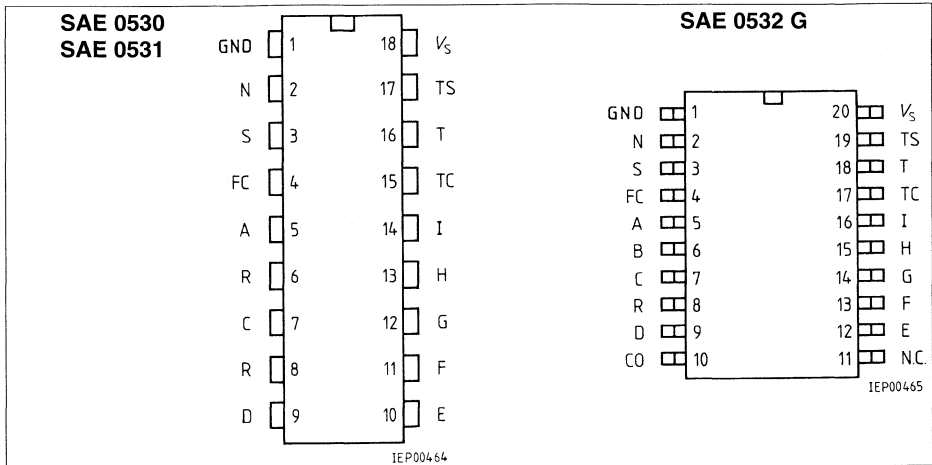 SAE 0530
SAE 0531
GND 1 18 VS
N 2 17 TS
S 3 16 T
FC 4 15 TC
A 5 14 I
R 6 13 H
C 7 12 G
R 8 11 F
D 9 10 E
IEP00464
SAE 0532 G
GND 1 20 VS
N 2 19 TS
S 3 18 T
FC 4 17 TC
A 5 16 I
B 6 15 H
C 7 14 G
R 8 13 F
D 9 12 E
CO 10 11 N.C.
IEP00465